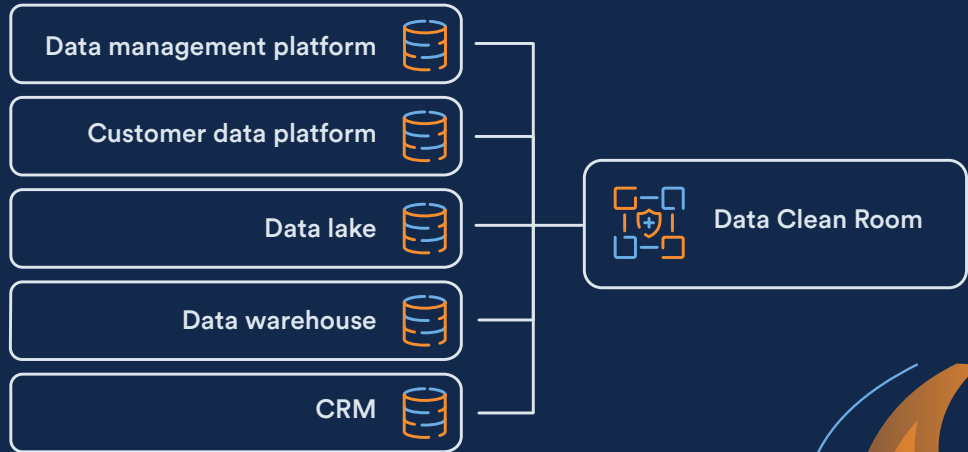 Data management platform
Customer data platform
Data lake
Data warehouse
CRM
Data Clean Room